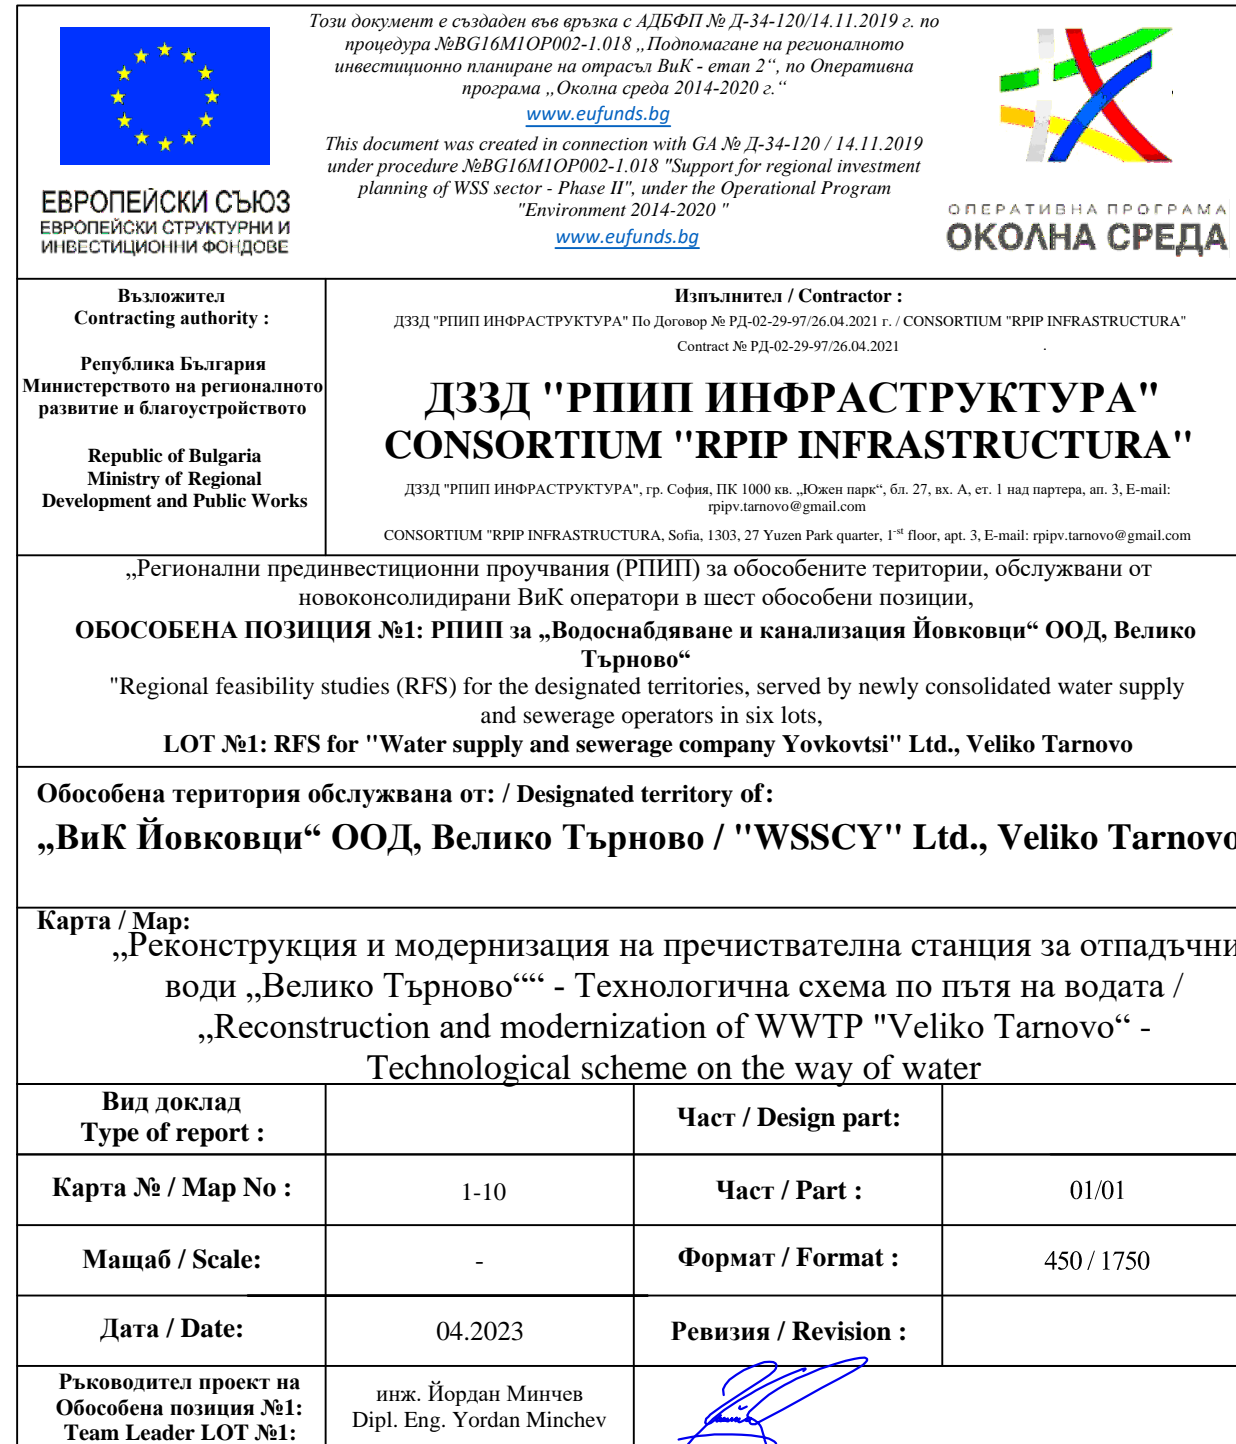 Този документ е създаден във връзка с АДБФП № Д-34-120/14.11.2019 г. по
процедура №BG16M1OP002-1.018 „Подпомагане на регионалното
инвестиционно планиране на отрасъл ВиК - етап 2“, по Оперативна
програма „Околна среда 2014-2020 г.“
www.eufunds.bg
This document was created in connection with GA № Д-34-120 / 14.11.2019
under procedure №BG16M1OP002-1.018 "Support for regional investment
planning of WSS sector - Phase II", under the Operational Program
"Environment 2014-2020 "
www.eufunds.bg
ЕВРОПЕЙСКИ СЪЮЗ
ЕВРОПЕЙСКИ СТРУКТУРНИ И
ИНВЕСТИЦИОННИ ФОНДОВЕ
ОПЕРАТИВНА ПРОГРАМА
ОКОЛНА СРЕДА
Възложител
Contracting authority :
Република България
Министерството на регионалното
развитие и благоустройството
Republic of Bulgaria
Ministry of Regional
Development and Public Works
Изпълнител / Contractor :
ДЗЗД "РПИП ИНФРАСТРУКТУРА" По Договор № РД-02-29-97/26.04.2021 г. / CONSORTIUM "RPIP INFRASTRUCTURA"
Contract № РД-02-29-97/26.04.2021 .
ДЗЗД "РПИП ИНФРАСТРУКТУРА"
CONSORTIUM "RPIP INFRASTRUCTURA"
ДЗЗД "РПИП ИНФРАСТРУКТУРА", гр. София, ПК 1000 кв. „Южен парк“, бл. 27, вх. А, ет. 1 над партера, ап. 3, E-mail:
rpipv.tarnovo@gmail.com
CONSORTIUM "RPIP INFRASTRUCTURA, Sofia, 1303, 27 Yuzen Park quarter, 1-st floor, apt. 3, E-mail: rpipv.tarnovo@gmail.com
„Регионални прединвестиционни проучвания (РПИП) за обособените територии, обслужвани от
новоконсолидирани ВиК оператори в шест обособени позиции,
ОБОСОБЕНА ПОЗИЦИЯ №1: РПИП за „Водоснабдяване и канализация Йовковци“ ООД, Велико
Търново“
"Regional feasibility studies (RFS) for the designated territories, served by newly consolidated water supply
and sewerage operators in six lots,
LOT №1: RFS for "Water supply and sewerage company Yovkovtsi" Ltd., Veliko Tarnovo
Обособена територия обслужвана от: / Designated territory of:
„ВиК Йовковци“ ООД, Велико Търново / "WSSCY" Ltd., Veliko Tarnovo
Карта / Map:
„Реконструкция и модернизация на пречиствателна станция за отпадъчни
води „Велико Търново““ - Технологична схема по пътя на водата /
„Reconstruction and modernization of WWTP "Veliko Tarnovo“ -
Technological scheme on the way of water
Вид доклад
Type of report :
Част / Design part:
Карта № / Map No :
1-10
Част / Part :
01/01
Мащаб / Scale:
-
Формат / Format :
450 / 1750
Дата / Date:
04.2023
Ревизия / Revision :
Ръководител проект на
Обособена позиция №1:
Team Leader LOT №1:
инж. Йордан Минчев
Dipl. Eng. Yordan Minchev